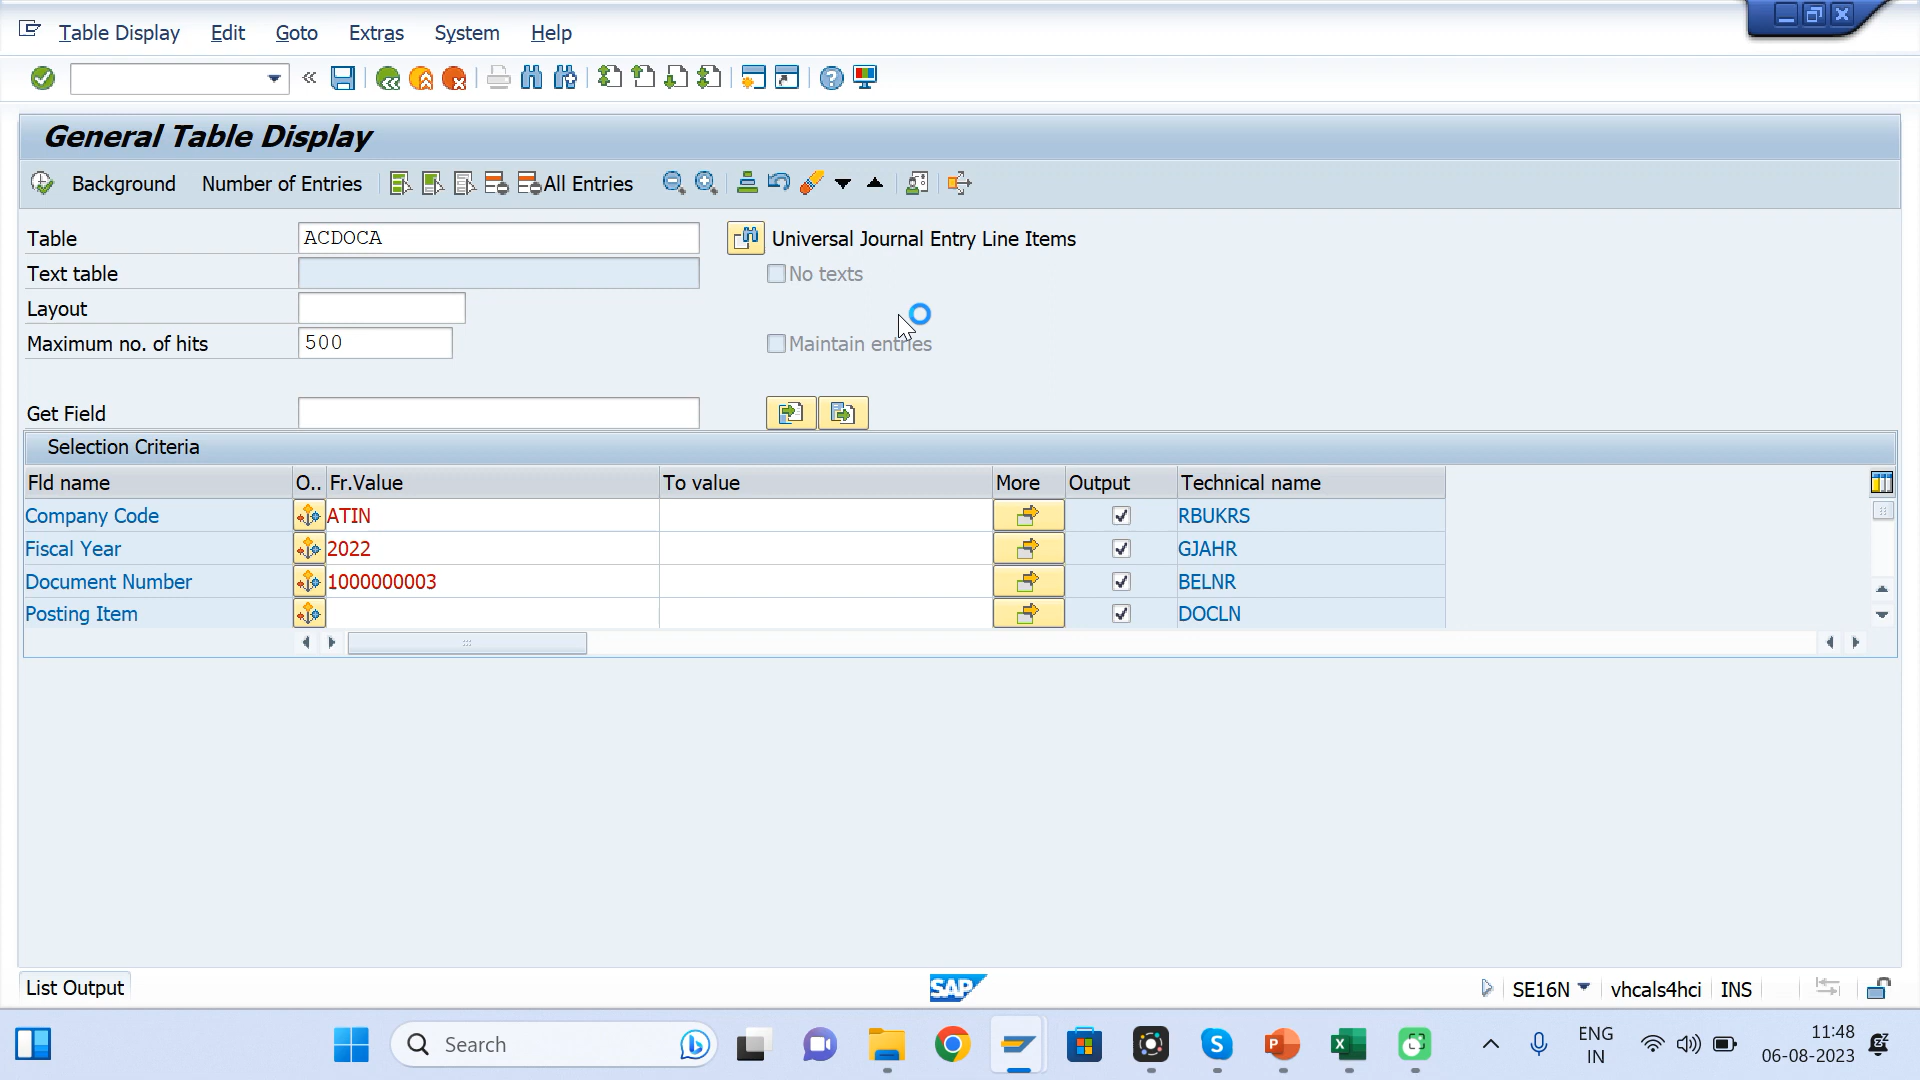 Table Display Edit Goto Extras System Help
General Table Display
Background Number of Entries All Entries
Table ACDOCA Universal Journal Entry Line Items
Text table No texts
Layout
Maximum no. of hits 500 Maintain entries
Get Field
Selection Criteria
Fld name O.. Fr.Value To value More Output Technical name
Company Code ATIN RBUKRS
Fiscal Year 2022 GJAHR
Document Number 1000000003 BELNR
Posting Item DOCLN
List Output SAP SE16N vhcals4hci INS
Search ENG 11:48
IN 06-08-2023